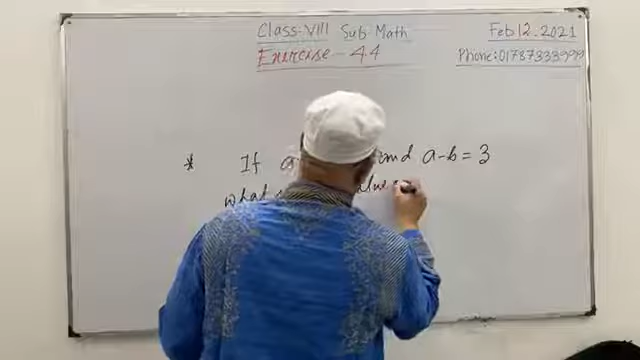 Class-VIII Sub Math
Feb 12.2021
Exercise - 4.4
Phone:01787333999
* If a and a-b=3
what